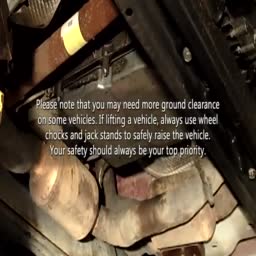 Please note that you may need more ground clearance
on some vehicles. If lifting a vehicle, always use wheel
chocks and jack stands to safely raise the vehicle.
Your safety should always be your top priority.